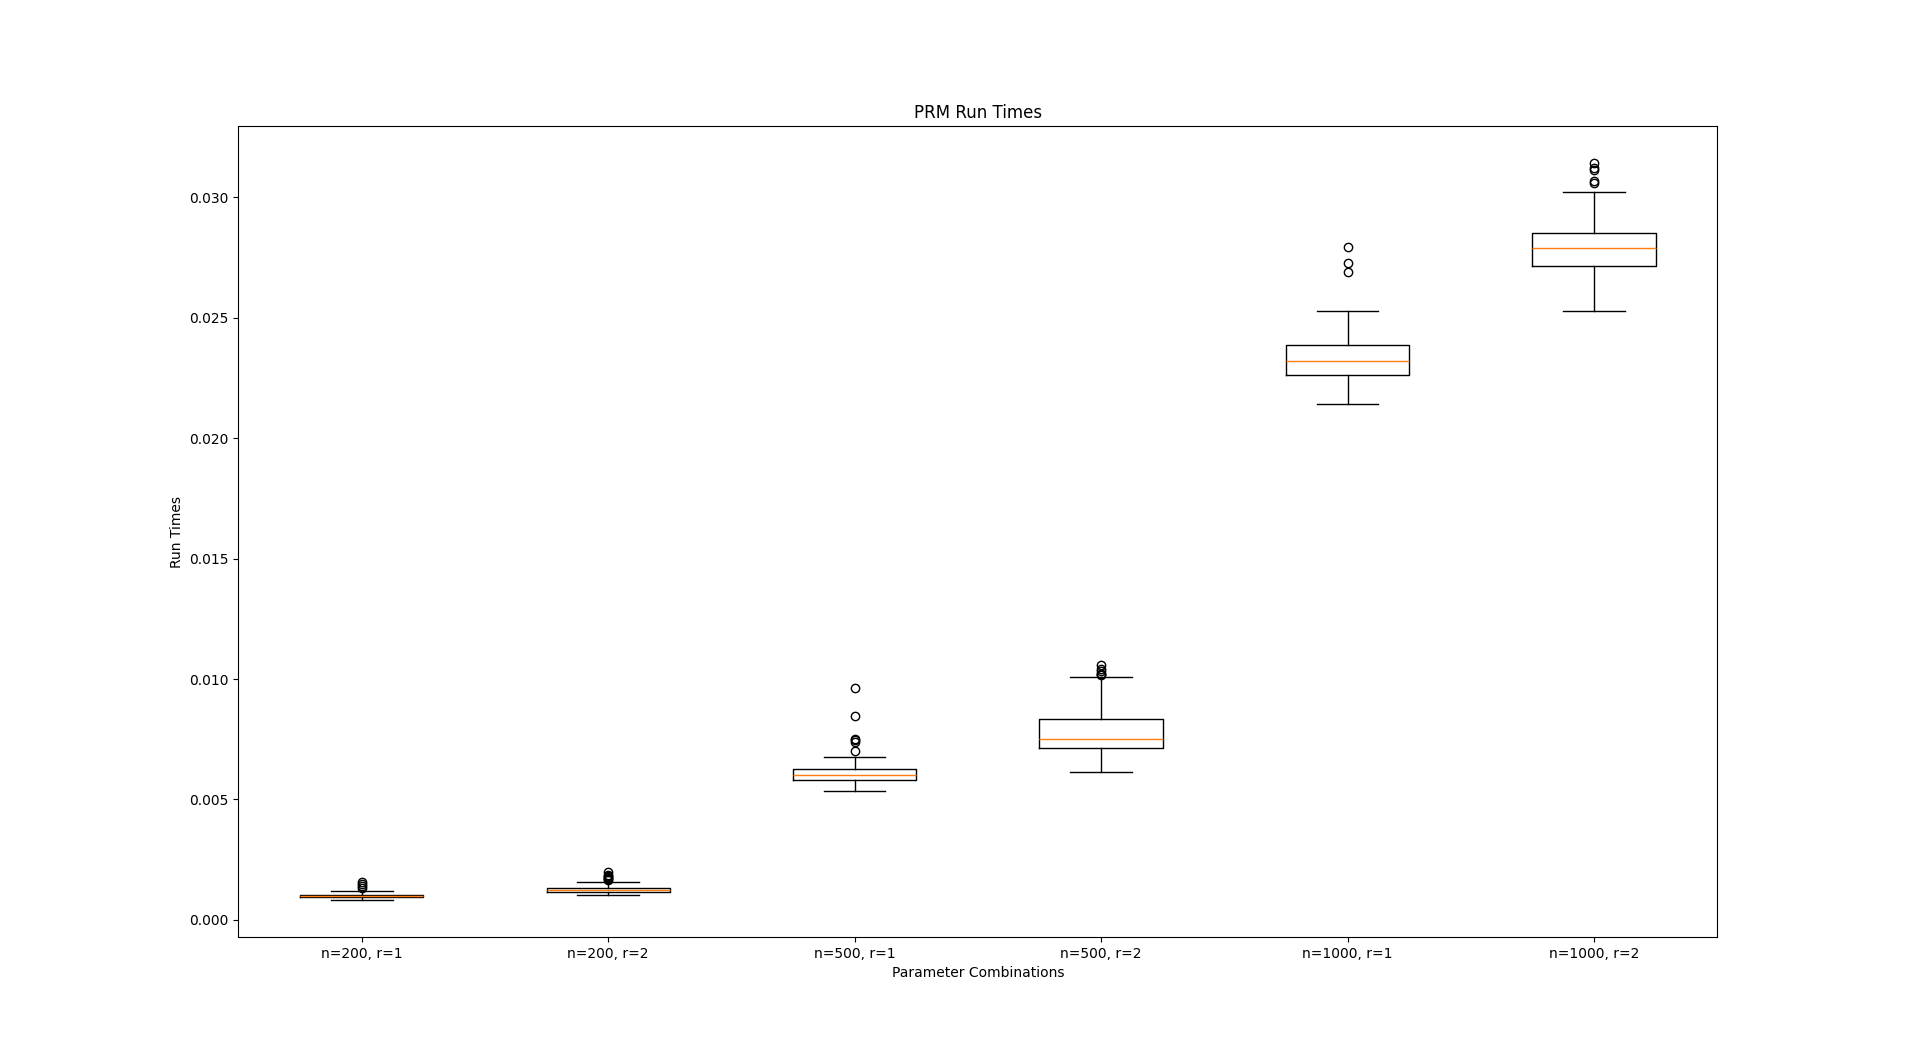 PRM Run Times
Run Times
0.030
0.025
0.020
0.015
0.010
0.005
0.000
n=200, r=1
n=200, r=2
n=500, r=1
n=500, r=2
n=1000, r=1
n=1000, r=2
Parameter Combinations